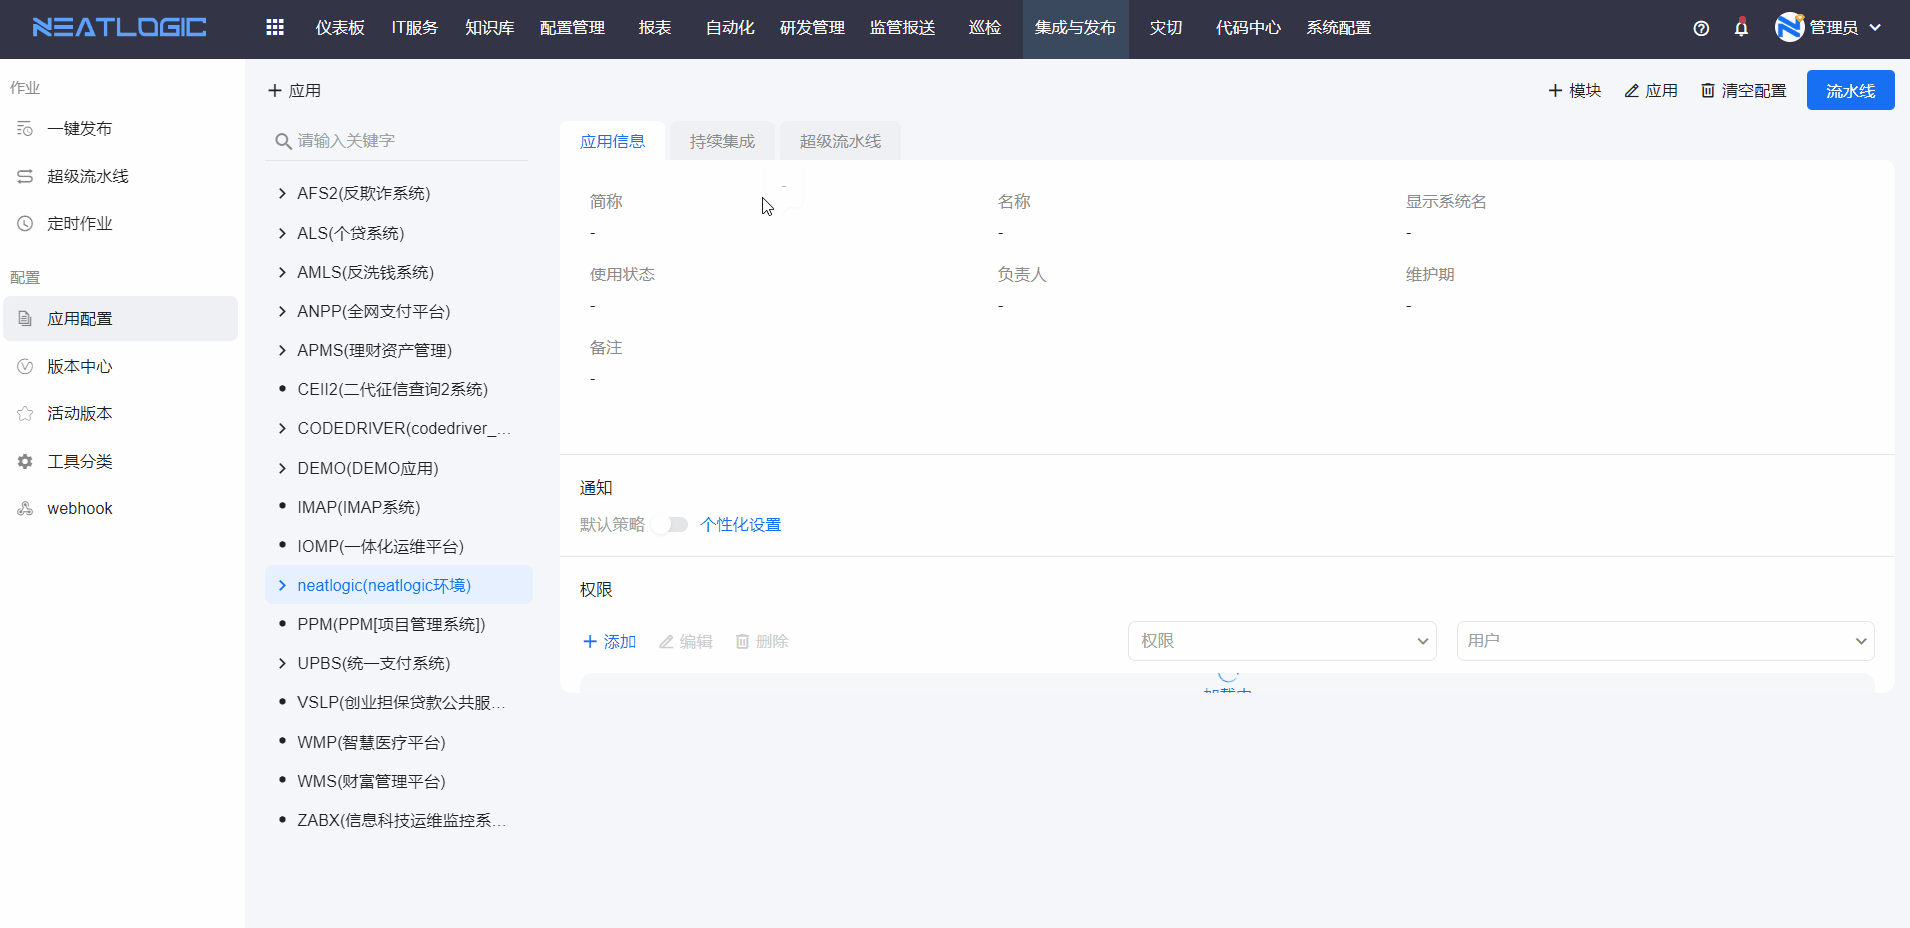 NEATLOGIC
仪表板 IT服务 知识库 配置管理 报表 自动化 研发管理 监管报送 巡检 集成与发布 灾切 代码中心 系统配置 管理员
作业
一键发布
超级流水线
定时作业
配置
应用配置
版本中心
活动版本
工具分类
webhook
应用
模块 应用 清空配置 流水线
请输入关键字
AFS2(反欺诈系统)
ALS(个贷系统)
AMLS(反洗钱系统)
ANPP(全网支付平台)
APMS(理财资产管理)
CEII2(二代征信查询2系统)
CODEDRIVER(codedriver_...
DEMO(DEMO应用)
IMAP(IMAP系统)
IOMP(一体化运维平台)
neatlogic(neatlogic环境)
PPM(PPM[项目管理系统])
UPBS(统一支付系统)
VSLP(创业担保贷款公共服...
WMP(智慧医疗平台)
WMS(财富管理平台)
ZABX(信息科技运维监控系...
应用信息 持续集成 超级流水线
-
简称 名称 显示系统名
- - -
使用状态 负责人 维护期
- - -
备注
-
通知
默认策略 个性化设置
权限
添加 编辑 删除 权限 用户
加载中